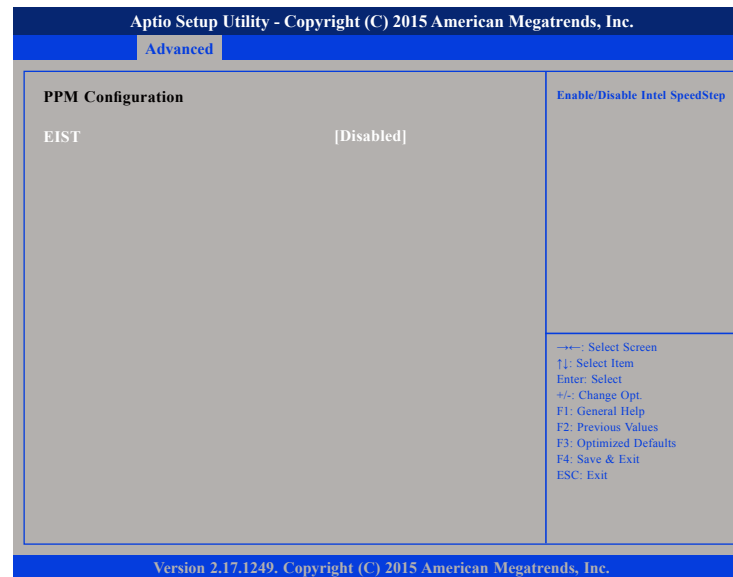 Aptio Setup Utility - Copyright (C) 2015 American Megatrends, Inc.
Advanced
PPM Configuration
EIST [Disabled]
Enable/Disable Intel SpeedStep
→←: Select Screen
↑↓: Select Item
Enter: Select
+/-: Change Opt.
F1: General Help
F2: Previous Values
F3: Optimized Defaults
F4: Save & Exit
ESC: Exit
Version 2.17.1249. Copyright (C) 2015 American Megatrends, Inc.